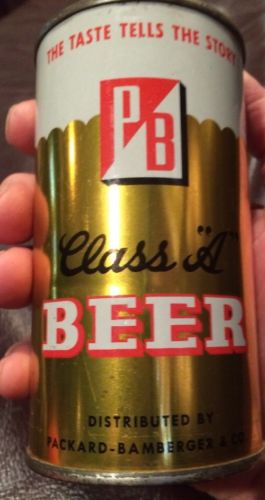 THE TASTE TELLS THE STORY
PB
Class "A"
BEER
DISTRIBUTED BY
PACKARD-BAMBERGER & CO